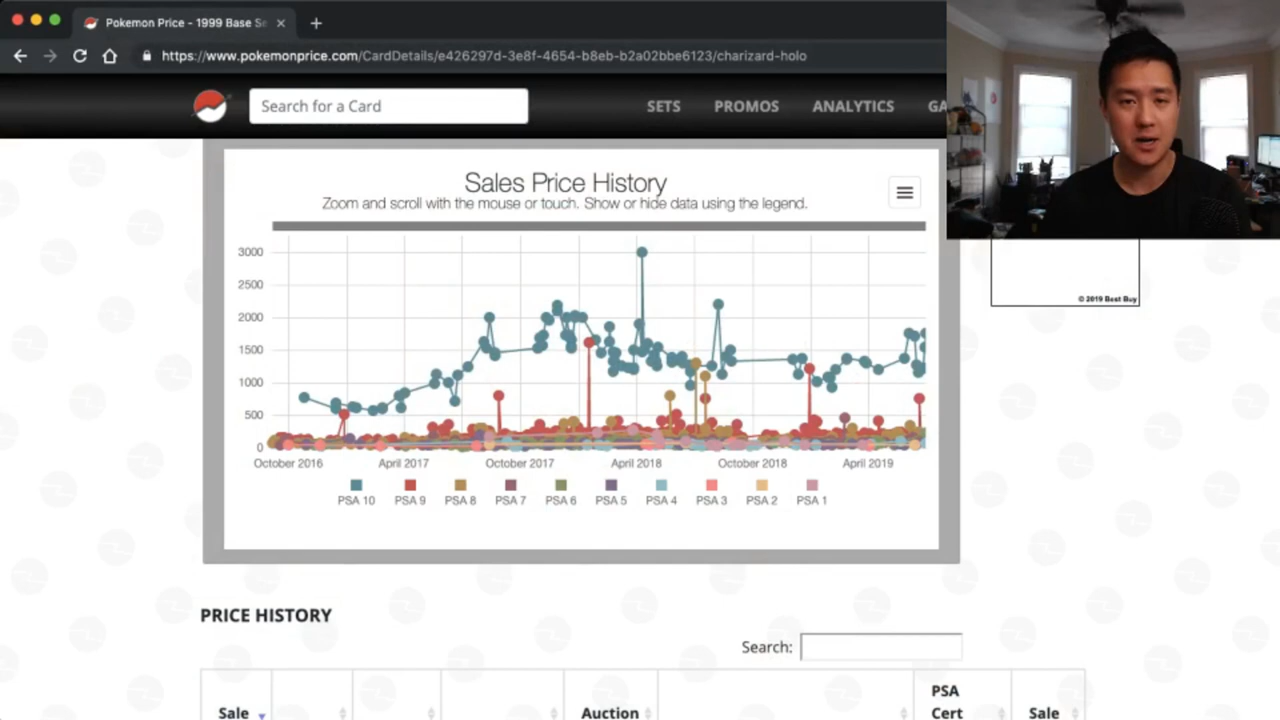 Pokemon Price - 1999 Base Se
https://www.pokemonprice.com/CardDetails/e426297d-3e8f-4654-b8eb-b2a02bbe6123/charizard-holo
Search for a Card
SETS PROMOS ANALYTICS GA
Sales Price History
Zoom and scroll with the mouse or touch. Show or hide data using the legend.
3000
2500
2000
1500
1000
500
0
October 2016 April 2017 October 2017 April 2018 October 2018 April 2019
PSA 10 PSA 9 PSA 8 PSA 7 PSA 6 PSA 5 PSA 4 PSA 3 PSA 2 PSA 1
© 2019 Best Buy
PRICE HISTORY
Search:
PSA
Sale Auction Cert Sale